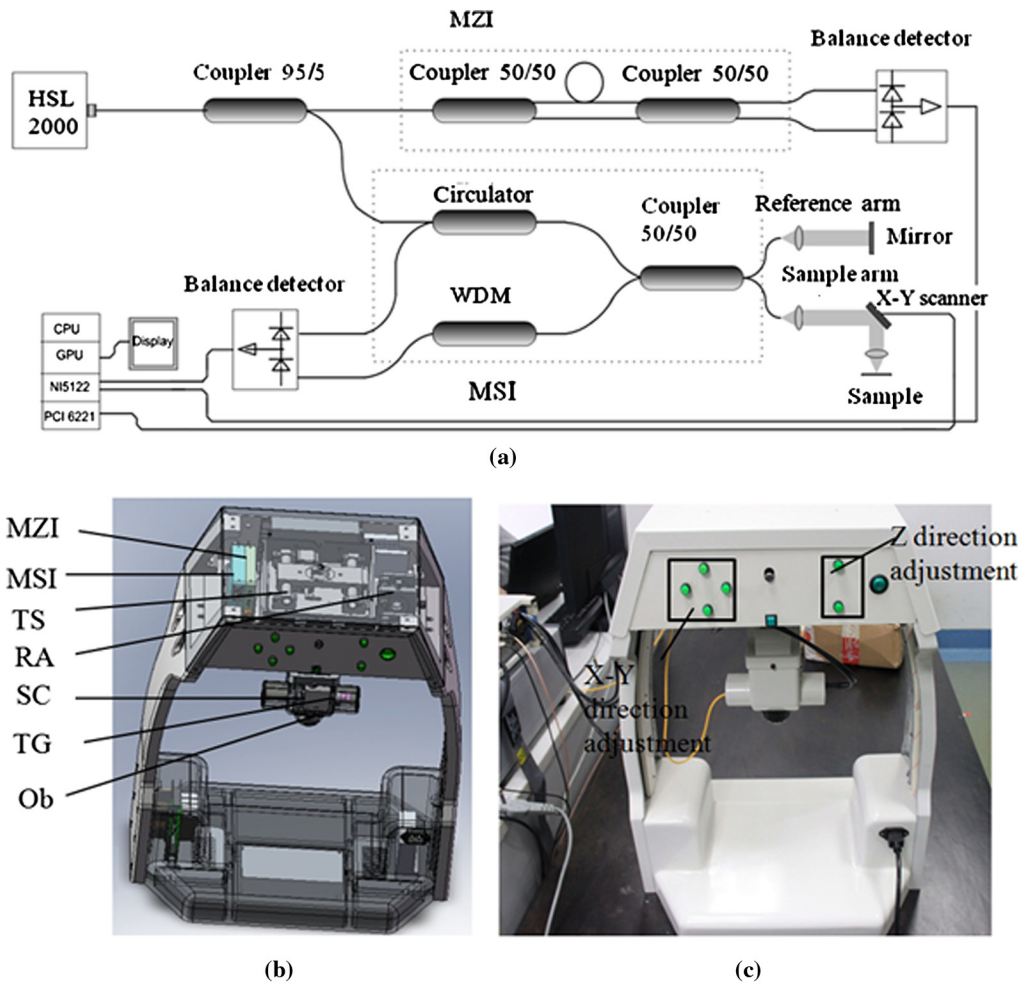 MZI
Balance detector
Coupler 95/5
Coupler 50/50
Coupler 50/50
HSL
2000
Circulator
Coupler
50/50
Reference arm
Mirror
Sample arm
X-Y scanner
Balance detector
WDM
CPU
GPU
NI5122
PCI 6221
Display
MSI
Sample
(a)
MZI
MSI
TS
RA
SC
TG
Ob
(b)
Z direction
adjustment
X-Y
direction
adjustment
(c)